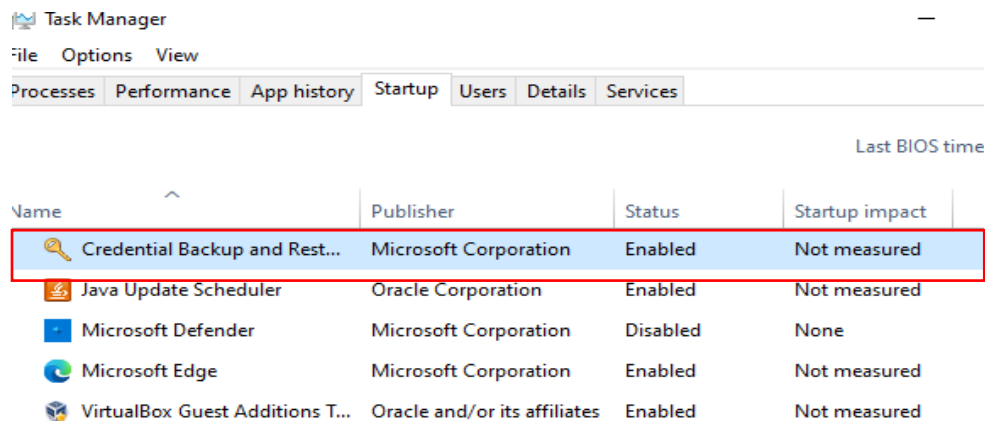 Task Manager
File Options View
Processes Performance App history Startup Users Details Services
Last BIOS time
Name Publisher Status Startup impact
Credential Backup and Rest... Microsoft Corporation Enabled Not measured
Java Update Scheduler Oracle Corporation Enabled Not measured
Microsoft Defender Microsoft Corporation Disabled None
Microsoft Edge Microsoft Corporation Enabled Not measured
VirtualBox Guest Additions T... Oracle and/or its affiliates Enabled Not measured